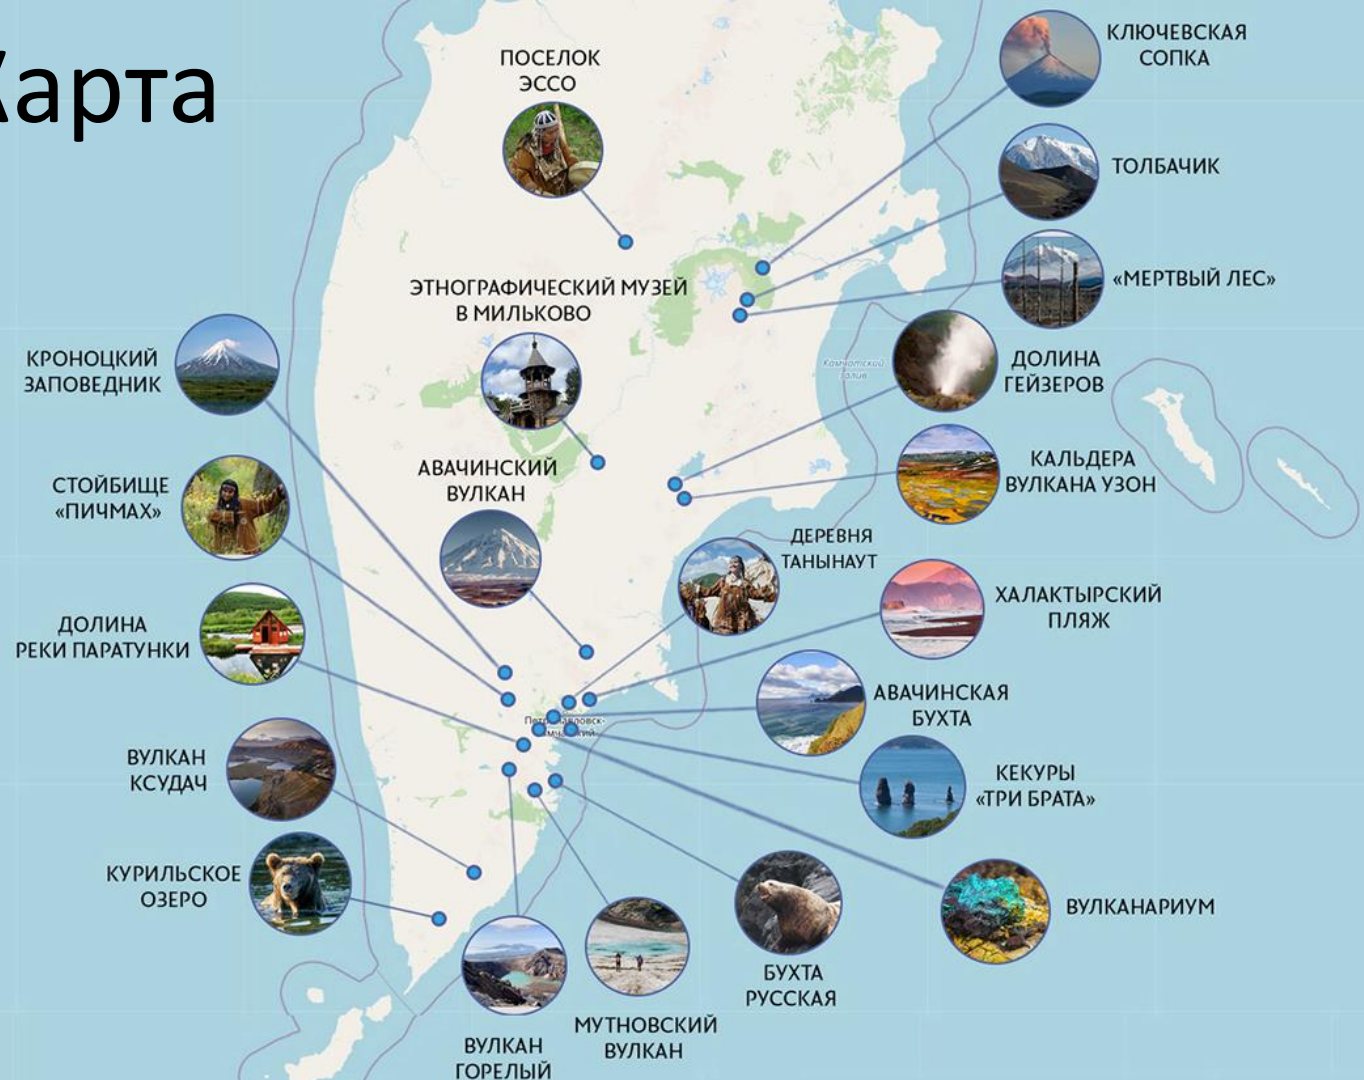 Карта
ПОСЕЛОК
ЭССО
КЛЮЧЕВСКАЯ
СОПКА
ТОЛБАЧИК
«МЕРТВЫЙ ЛЕС»
ЭТНОГРАФИЧЕСКИЙ МУЗЕЙ
В МИЛЬКОВО
КРОНОЦКИЙ
ЗАПОВЕДНИК
Камчатский
залив
ДОЛИНА
ГЕЙЗЕРОВ
АВАЧИНСКИЙ
ВУЛКАН
КАЛЬДЕРА
ВУЛКАНА УЗОН
СТОЙБИЩЕ
«ПИЧМАХ»
ДЕРЕВНЯ
ТАНЫНАУТ
ХАЛАКТЫРСКИЙ
ПЛЯЖ
ДОЛИНА
РЕКИ ПАРАТУНКИ
АВАЧИНСКАЯ
БУХТА
ВУЛКАН
КСУДАЧ
КЕКУРЫ
«ТРИ БРАТА»
КУРИЛЬСКОЕ
ОЗЕРО
ВУЛКАНАРИУМ
БУХТА
РУССКАЯ
МУТНОВСКИЙ
ВУЛКАН
ВУЛКАН
ГОРЕЛЫЙ